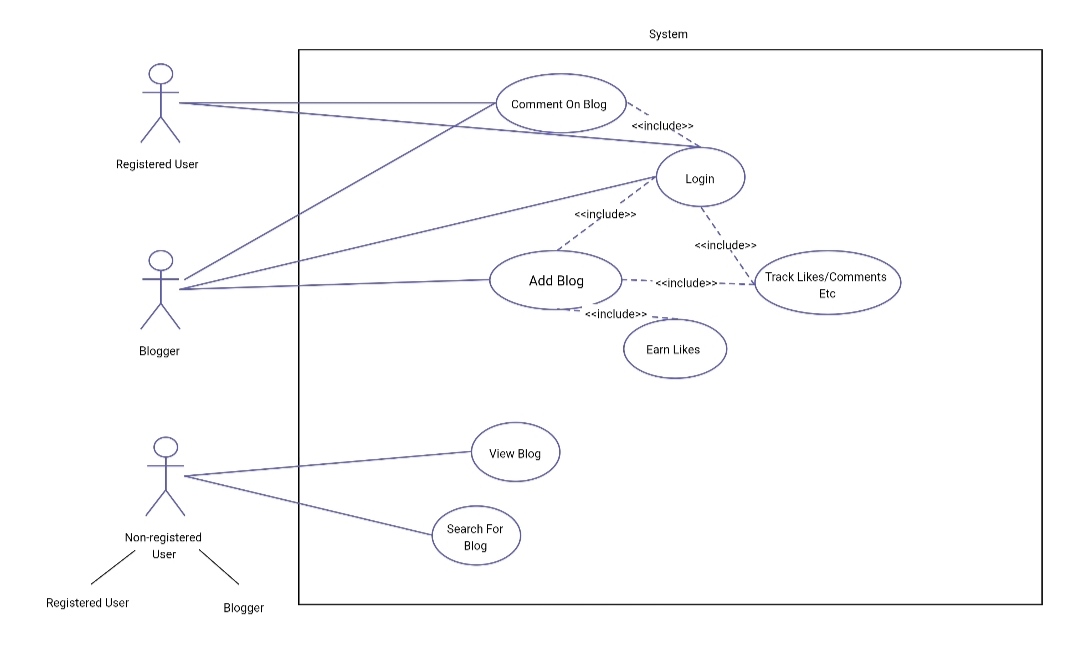 System
Comment On Blog
<<include>>
Registered User
Login
<<include>>
<<include>>
Add Blog
<<include>>
Track Likes/Comments
Etc
<<include>>
Blogger
Earn Likes
View Blog
Search For
Blog
Non-registered
User
Registered User
Blogger